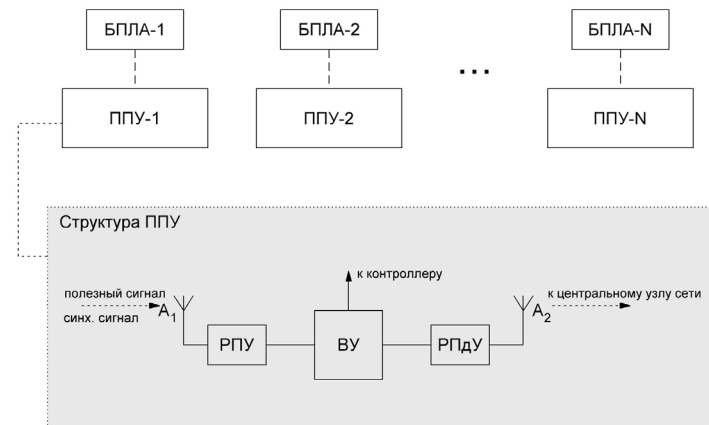 БПЛА-1
БПЛА-2
БПЛА-N
...
ППУ-1
ППУ-2
ППУ-N
Структура ППУ
к контроллеру
полезный сигнал
синх. сигнал
A1
РПУ
ВУ
РПдУ
A2
к центральному узлу сети